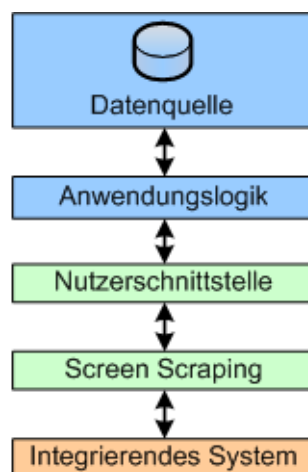 Datenquelle
Anwendungslogik
Nutzerschnittstelle
Screen Scraping
Integrierendes System